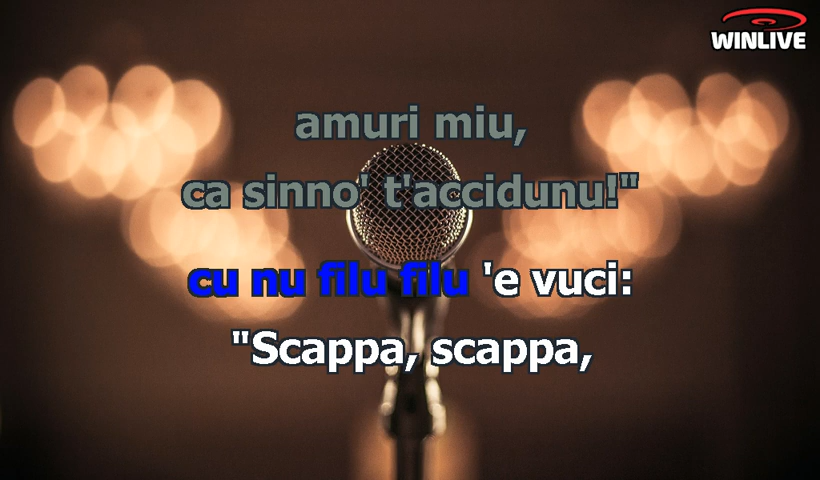 WINLIVE
amuri miu,
ca sinno' t'accidunu!"
cu nu filu filu 'e vuci:
"Scappa, scappa,